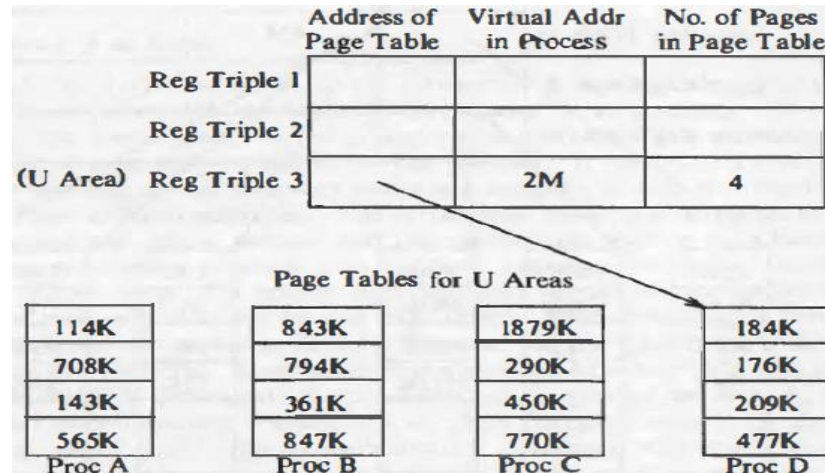 Address of Virtual Addr No. of Pages
Page Table in Process in Page Table
Reg Triple 1
Reg Triple 2
(U Area) Reg Triple 3 2M 4
Page Tables for U Areas
114K 843K 1879K 184K
708K 794K 290K 176K
143K 361K 450K 209K
565K 847K 770K 477K
Proc A Proc B Proc C Proc D